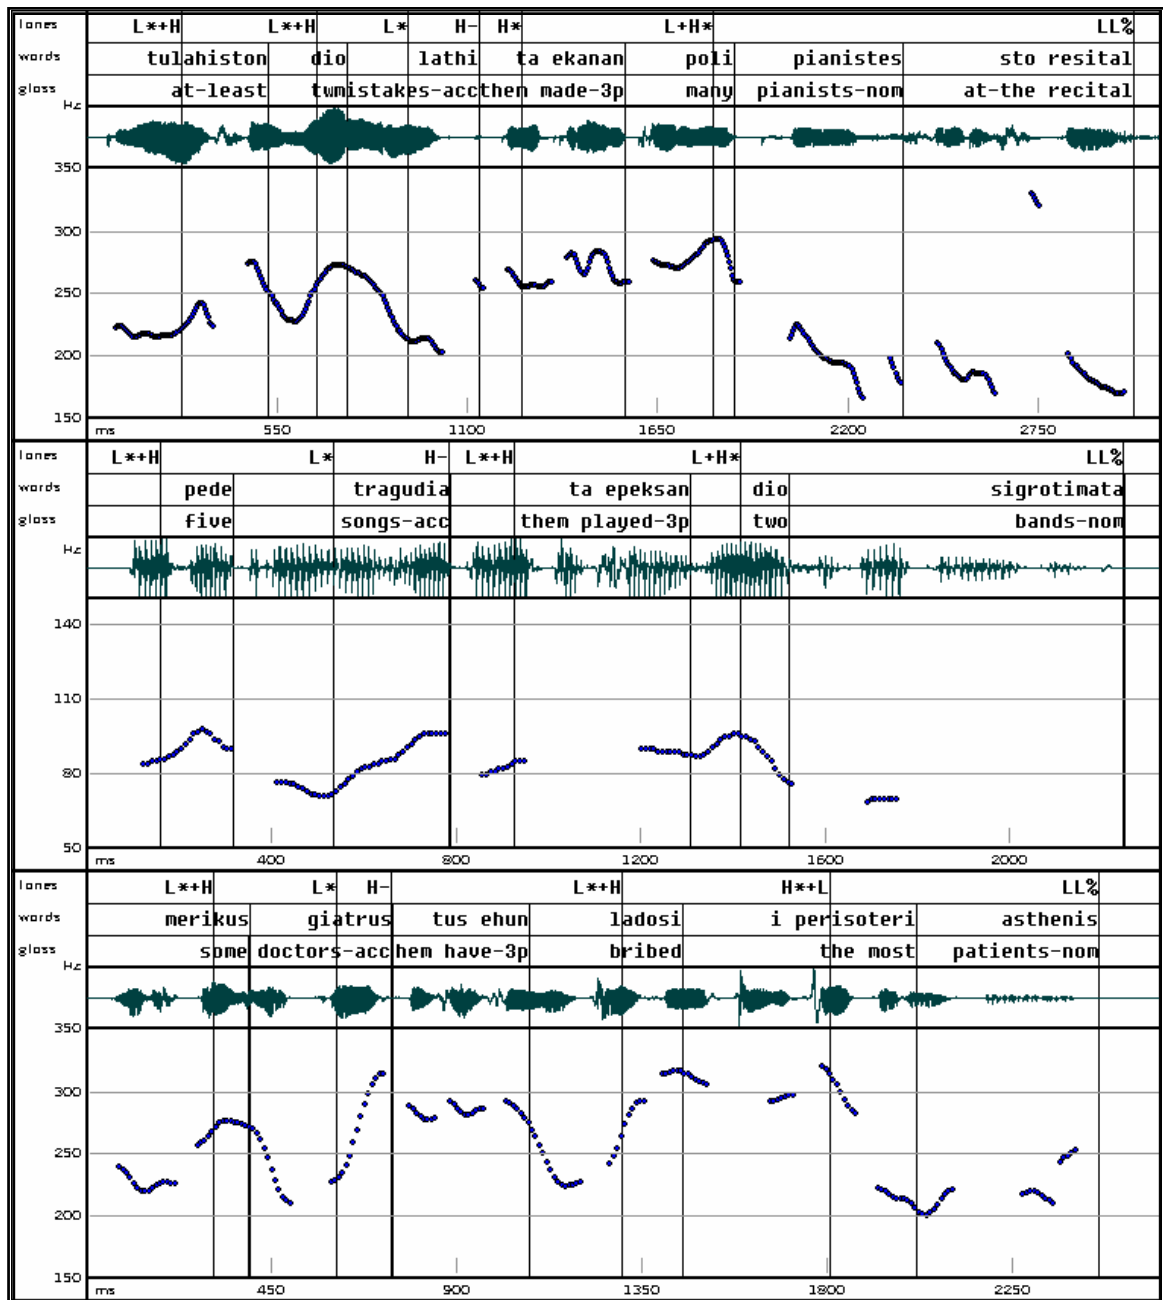 tones L*+H L*+H L* H- H* L+H* LL%
words tulahiston dio lathi ta ekanan poli pianistes sto resital
gloss at-least twmistakes-accthen made-3p many pianists-nom at-the recital
Hz
350
300
250
200
150
ms 550 1100 1650 2200 2750
tones L*+H L* H- L*+H L+H* LL%
words pede tragudia ta epeksan dio sigrotimata
gloss five songs-acc them played-3p two bands-nom
Hz
140
110
80
50
ms 400 800 1200 1600 2000
tones L*+H L* H- L*+H H*+L LL%
words merikus giatrus tus ehun ladosi i perisoteri asthenis
gloss some doctors-acc hem have-3p bribed the most patients-nom
Hz
350
300
250
200
150
ms 450 900 1350 1800 2250